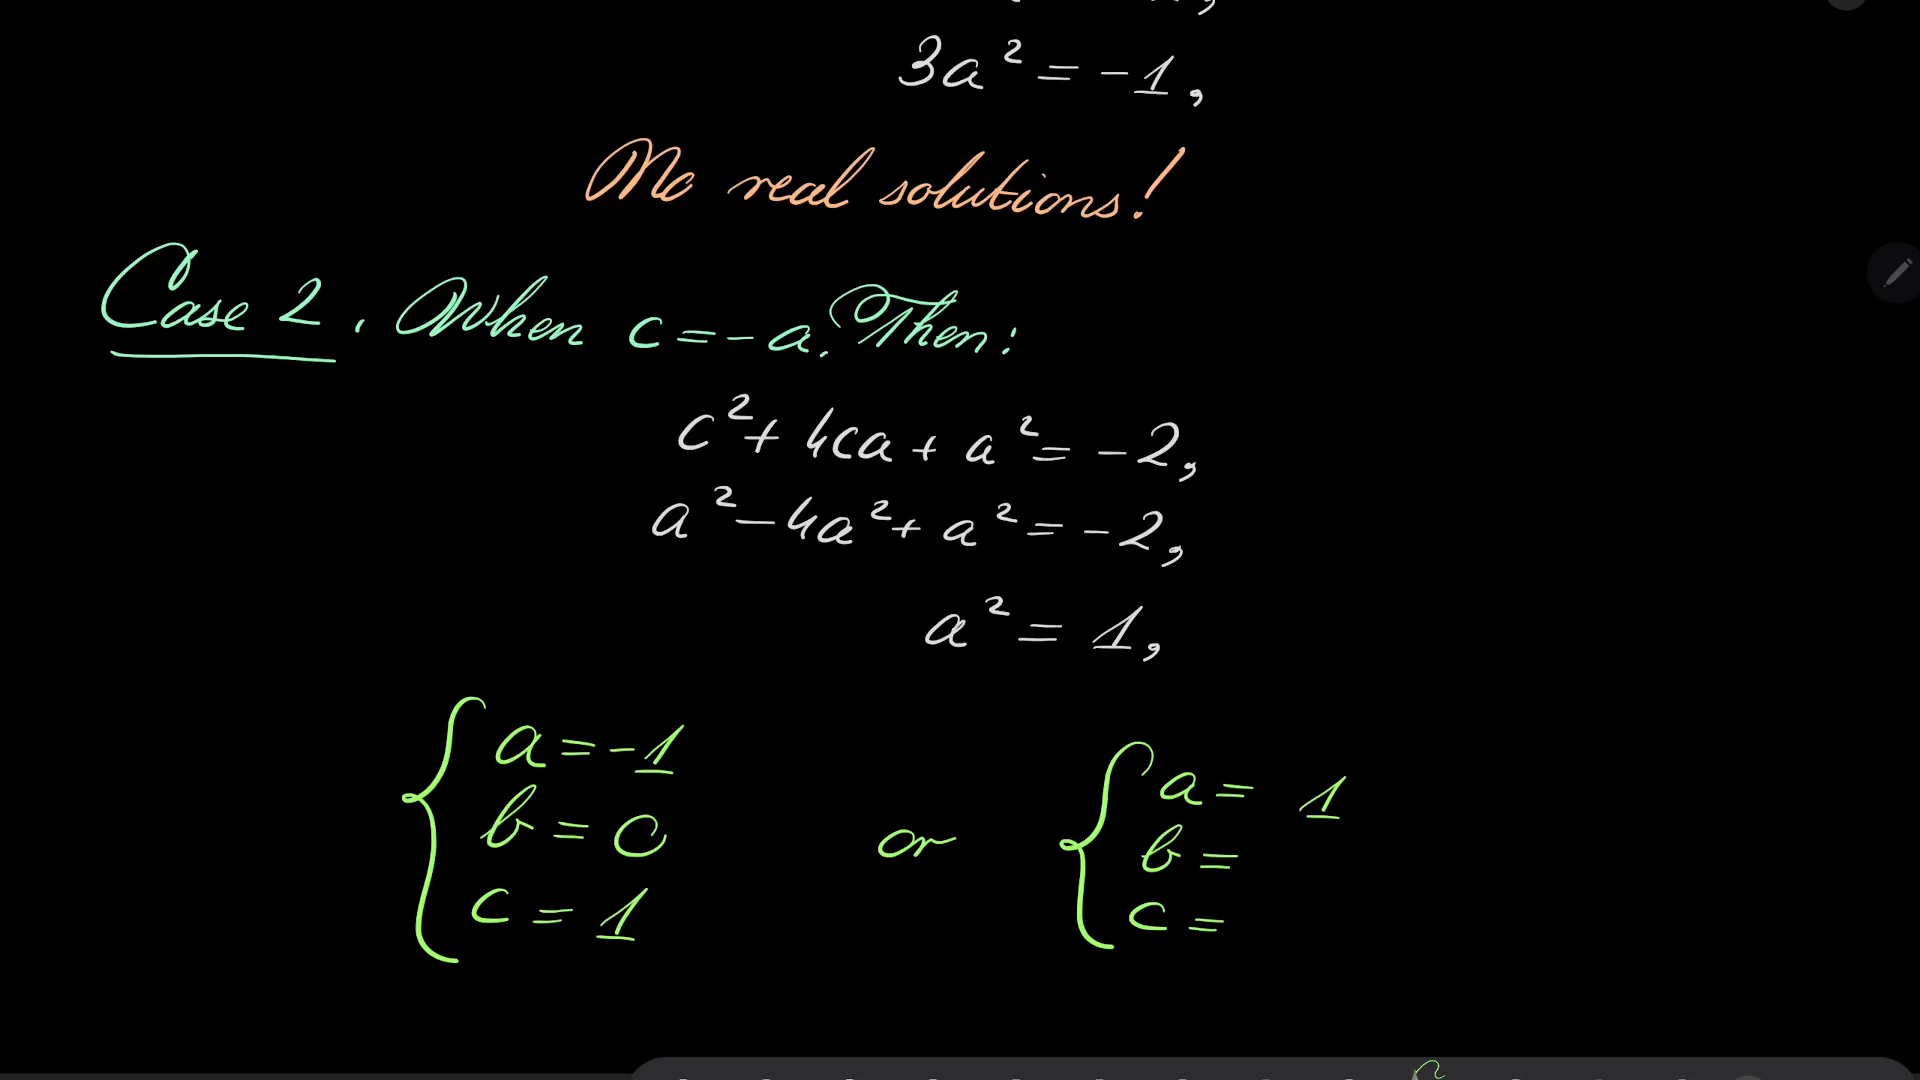 3a² = -1,
No real solutions!
Case 2. When c = -a. Then:
c² + 4ca + a² = -2,
a² - 4a² + a² = -2,
a² = 1,
{ a = -1
b = 0
c = 1
or
{ a = 1
b =
c =